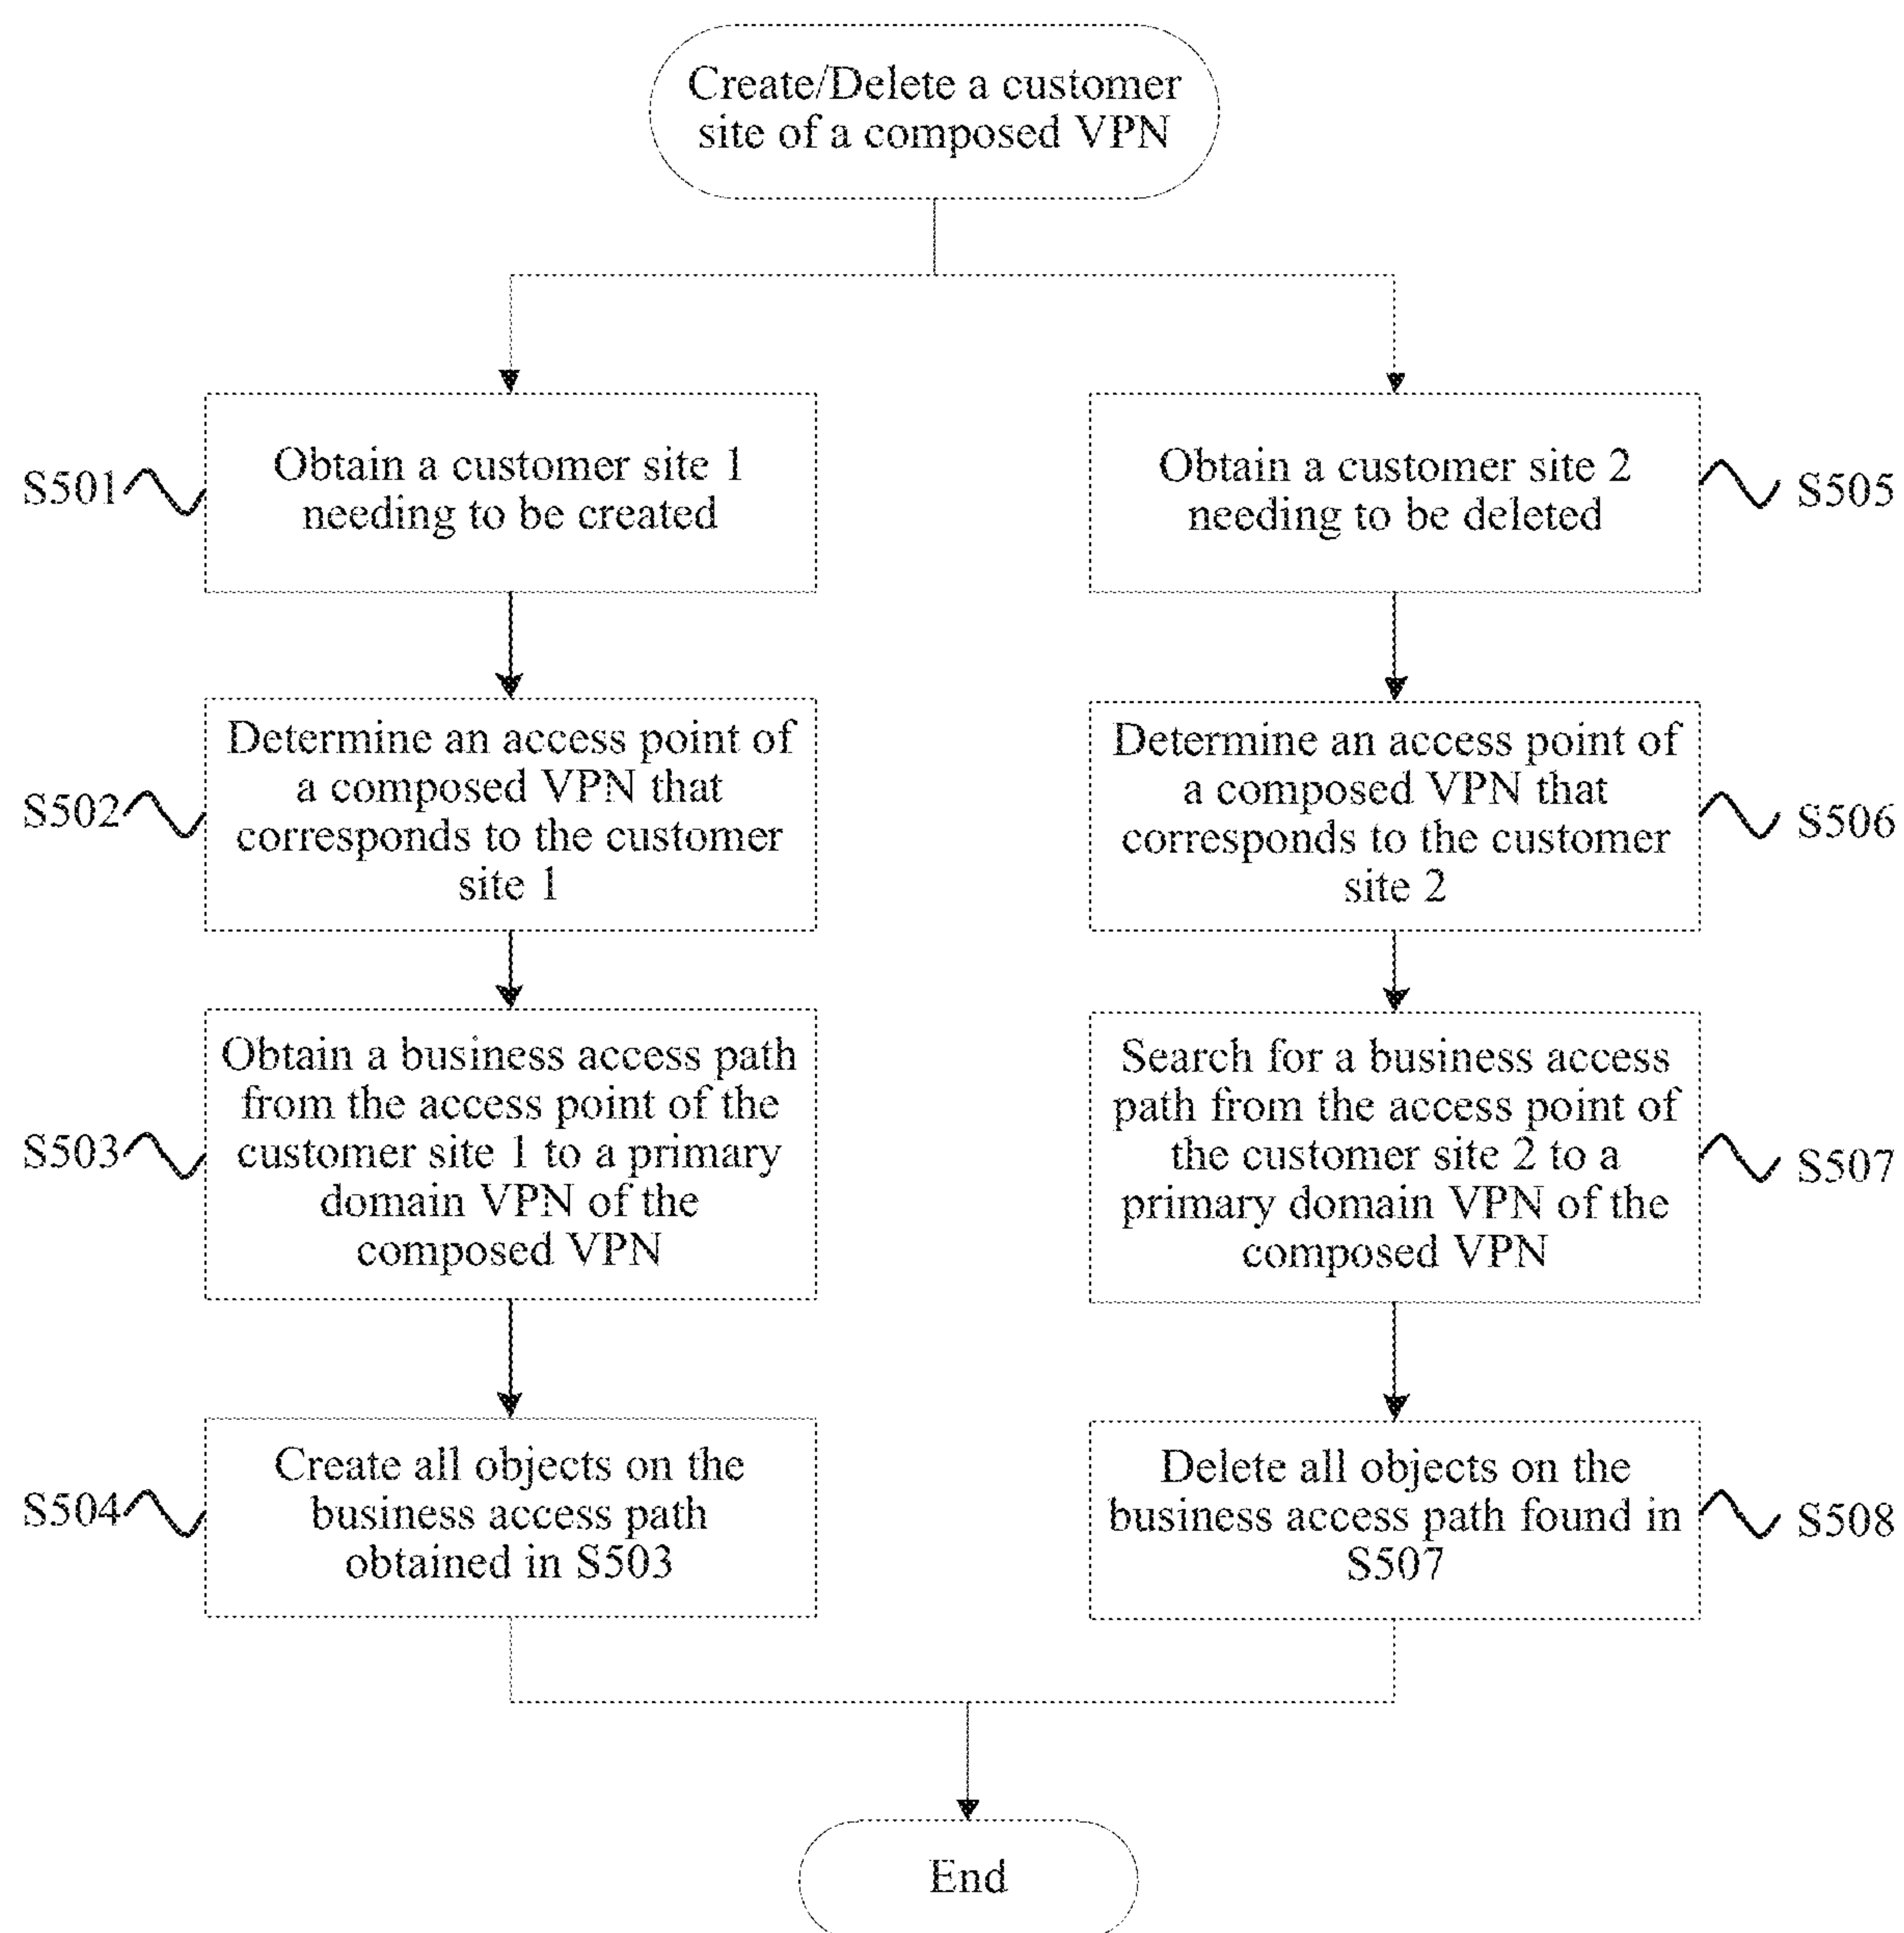 Create/Delete a customer
site of a composed VPN
S501
Obtain a customer site 1
needing to be created
Obtain a customer site 2
needing to be deleted
S505
S502
Determine an access point of
a composed VPN that
corresponds to the customer
site 1
Determine an access point of
a composed VPN that
corresponds to the customer
site 2
S506
S503
Obtain a business access path
from the access point of the
customer site 1 to a primary
domain VPN of the
composed VPN
Search for a business access
path from the access point of
the customer site 2 to a
primary domain VPN of the
composed VPN
S507
S504
Create all objects on the
business access path
obtained in S503
Delete all objects on the
business access path found in
S507
S508
End